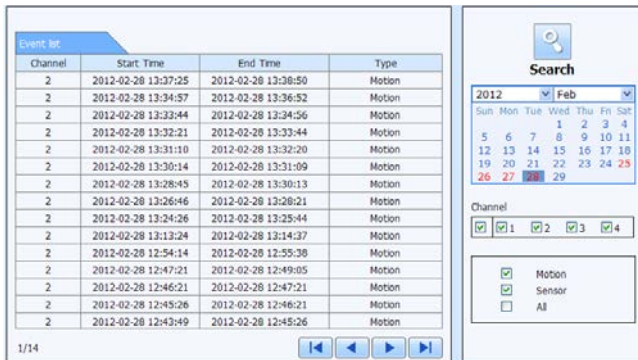 Event list
Channel Start Time End Time Type
2 2012-02-28 13:37:25 2012-02-28 13:38:50 Motion
2 2012-02-28 13:34:57 2012-02-28 13:36:52 Motion
2 2012-02-28 13:33:44 2012-02-28 13:34:56 Motion
2 2012-02-28 13:32:21 2012-02-28 13:33:44 Motion
2 2012-02-28 13:31:10 2012-02-28 13:32:20 Motion
2 2012-02-28 13:30:14 2012-02-28 13:31:09 Motion
2 2012-02-28 13:28:45 2012-02-28 13:30:13 Motion
2 2012-02-28 13:26:46 2012-02-28 13:28:21 Motion
2 2012-02-28 13:24:26 2012-02-28 13:25:44 Motion
2 2012-02-28 13:13:24 2012-02-28 13:14:37 Motion
2 2012-02-28 12:54:14 2012-02-28 12:55:38 Motion
2 2012-02-28 12:47:21 2012-02-28 12:49:05 Motion
2 2012-02-28 12:46:21 2012-02-28 12:47:21 Motion
2 2012-02-28 12:45:26 2012-02-28 12:46:21 Motion
2 2012-02-28 12:43:49 2012-02-28 12:45:26 Motion
1/14
Search
2012 Feb
Sun Mon Tue Wed Thu Fri Sat
1 2 3 4
5 6 7 8 9 10 11
12 13 14 15 16 17 18
19 20 21 22 23 24 25
26 27 28 29
Channel
1 2 3 4
Motion
Sensor
All